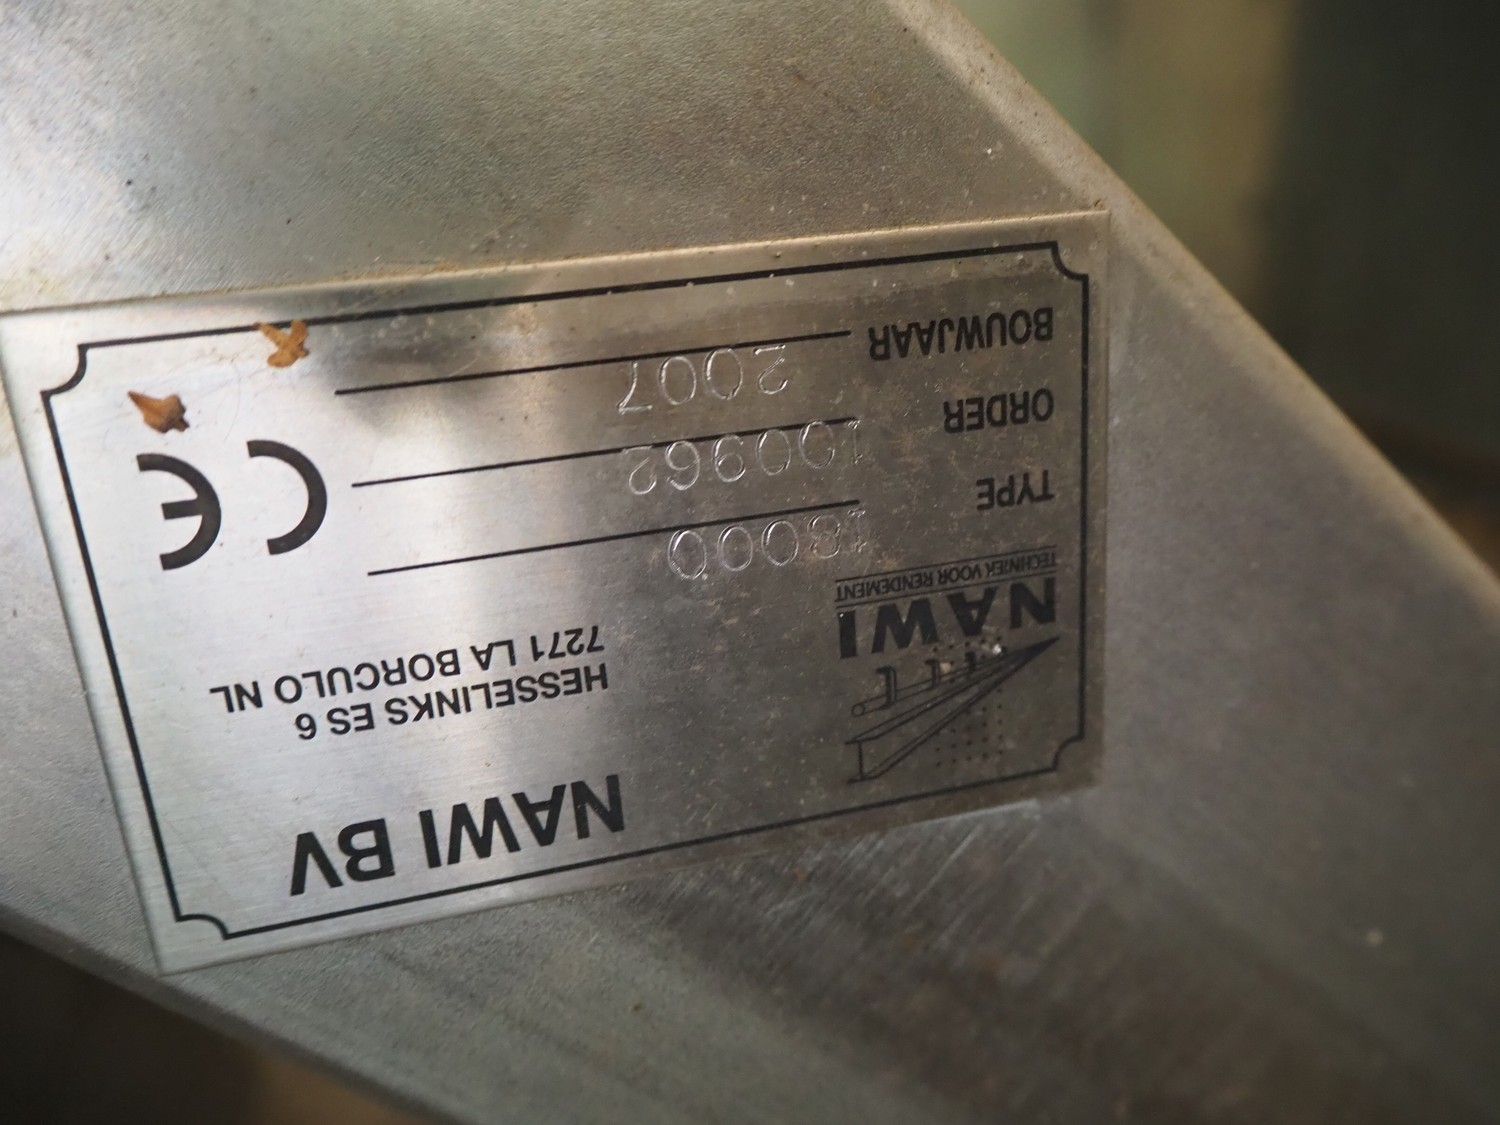 NAWI BV
HESSELINKS ES 6
7271 LA BORCULO NL
NAWI
TECHNIEK VOOR RENDEMENT
TYPE 18000
ORDER 100962
BOUWJAAR 2007
CE